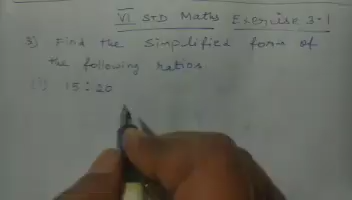 VI STD Maths Exercise 3.1
3) Find the Simplified form of
the following ratios
(i) 15:20